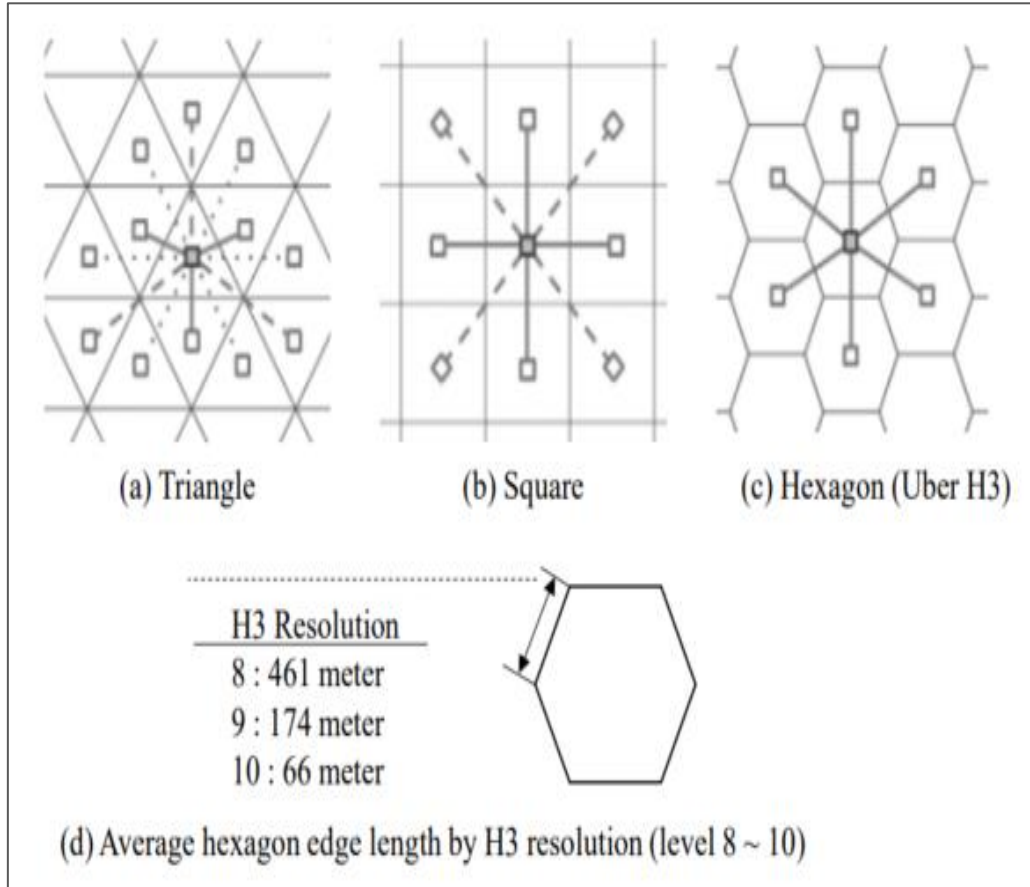 (a) Triangle
(b) Square
(c) Hexagon (Uber H3)
H3 Resolution
8 : 461 meter
9 : 174 meter
10 : 66 meter
(d) Average hexagon edge length by H3 resolution (level 8 ~ 10)